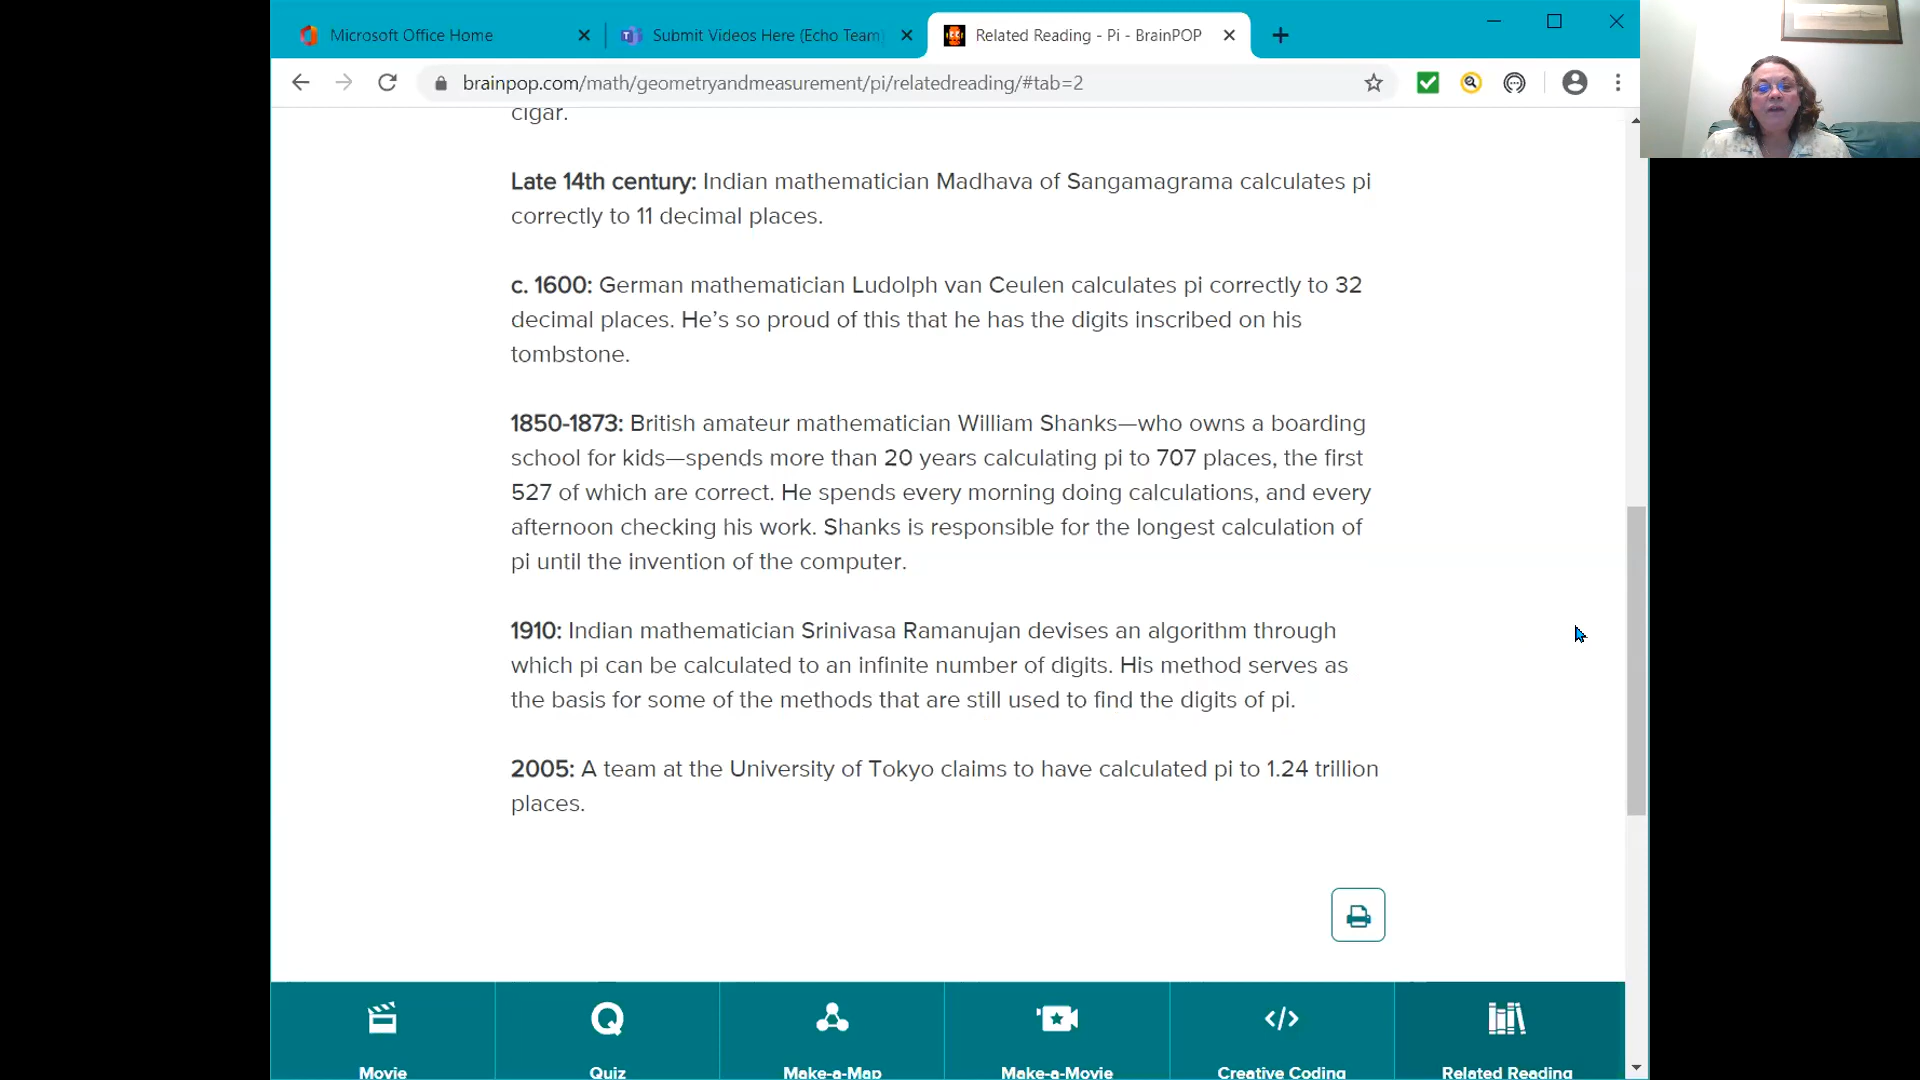 Microsoft Office Home
Submit Videos Here (Echo Team)
Related Reading - Pi - BrainPOP
brainpop.com/math/geometryandmeasurement/pi/relatedreading/#tab=2
cigar.
Late 14th century: Indian mathematician Madhava of Sangamagrama calculates pi
correctly to 11 decimal places.
c. 1600: German mathematician Ludolph van Ceulen calculates pi correctly to 32
decimal places. He’s so proud of this that he has the digits inscribed on his
tombstone.
1850-1873: British amateur mathematician William Shanks—who owns a boarding
school for kids—spends more than 20 years calculating pi to 707 places, the first
527 of which are correct. He spends every morning doing calculations, and every
afternoon checking his work. Shanks is responsible for the longest calculation of
pi until the invention of the computer.
1910: Indian mathematician Srinivasa Ramanujan devises an algorithm through
which pi can be calculated to an infinite number of digits. His method serves as
the basis for some of the methods that are still used to find the digits of pi.
2005: A team at the University of Tokyo claims to have calculated pi to 1.24 trillion
places.
Movie
Quiz
Make-a-Map
Make-a-Movie
Creative Coding
Related Reading